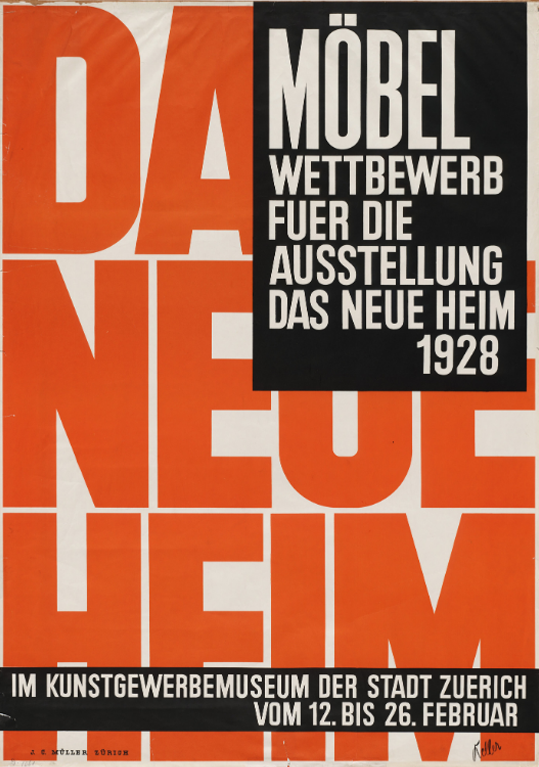 DA
NEUE
HEIM
MÖBEL
WETTBEWERB
FUER DIE
AUSSTELLUNG
DAS NEUE HEIM
1928
IM KUNSTGEWERBEMUSEUM DER STADT ZUERICH
VOM 12. BIS 26. FEBRUAR
J. C. MÜLLER ZÜRICH
Keller